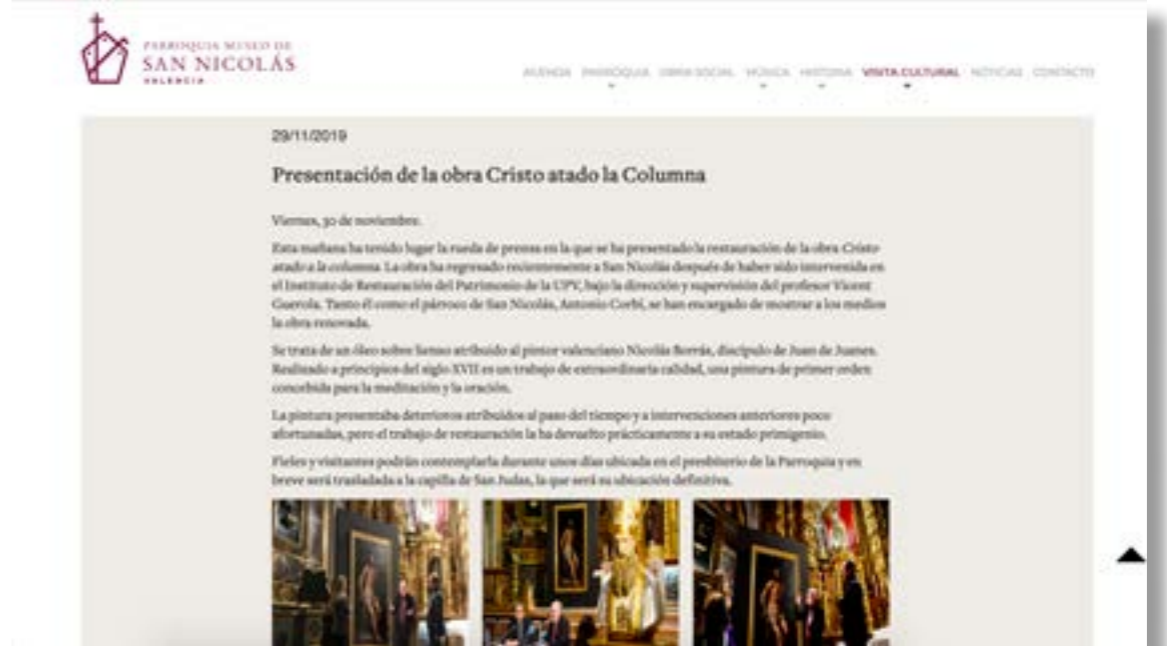 PARROQUIA MUSEO DE
SAN NICOLÁS
VALENCIA
AGENDA PARROQUIA OBRA SOCIAL MÚSICA HISTORIA VISITA CULTURAL NOTICIAS CONTACTO
29/11/2019
Presentación de la obra Cristo atado la Columna
Viernes, 30 de noviembre.
Esta mañana ha tenido lugar la rueda de prensa en la que se ha presentado la restauración de la obra Cristo
atado a la columna. La obra ha regresado recientemente a San Nicolás después de haber sido intervenida en
el Instituto de Restauración del Patrimonio de la UPV, bajo la dirección y supervisión del profesor Vicent
Guerola. Tanto él como el párroco de San Nicolás, Antonio Corbí, se han encargado de mostrar a los medios
la obra renovada.
Se trata de un óleo sobre lienzo atribuido al pintor valenciano Nicolás Borrás, discípulo de Juan de Juanes.
Realizado a principios del siglo XVII es un trabajo de extraordinaria calidad, una pintura de primer orden
concebida para la meditación y la oración.
La pintura presentaba deterioros atribuidos al paso del tiempo y a intervenciones anteriores poco
afortunadas, pero el trabajo de restauración la ha devuelto prácticamente a su estado primigenio.
Fieles y visitantes podrán contemplarla durante unos días ubicada en el presbiterio de la Parroquia y en
breve será trasladada a la capilla de San Judas, la que será su ubicación definitiva.